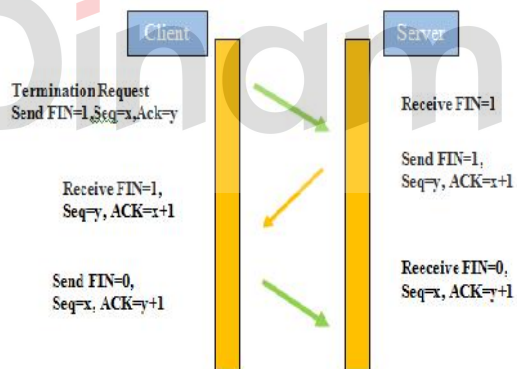 Dinam
Client
Server
Termination Request
Send FIN=1,Seq=x,Ack=y
Receive FIN=1
Send FIN=1,
Seq=y, ACK=x+1
Receive FIN=1,
Seq=y, ACK=x+1
Send FIN=0,
Seq=x, ACK=y+1
Reeceive FIN=0,
Seq=x, ACK=y+1